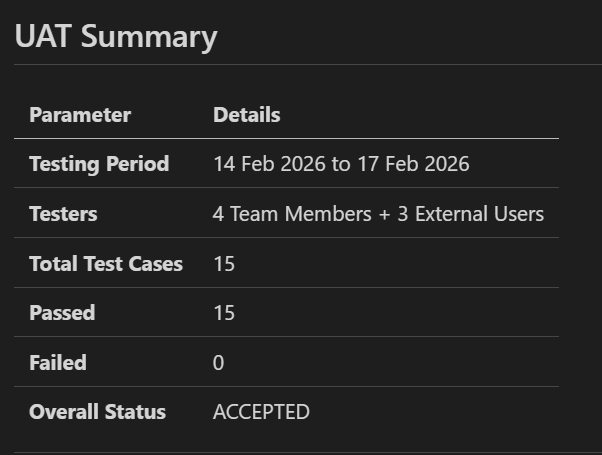 UAT Summary
Parameter Details
Testing Period 14 Feb 2026 to 17 Feb 2026
Testers 4 Team Members + 3 External Users
Total Test Cases 15
Passed 15
Failed 0
Overall Status ACCEPTED